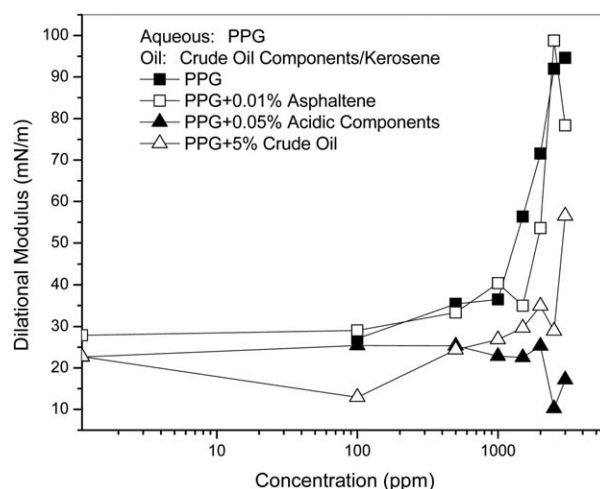 Aqueous: PPG
Oil: Crude Oil Components/Kerosene
PPG
PPG+0.01% Asphaltene
PPG+0.05% Acidic Components
PPG+5% Crude Oil
Dilational Modulus (mN/m)
100
90
80
70
60
50
40
30
20
10
10 100 1000
Concentration (ppm)